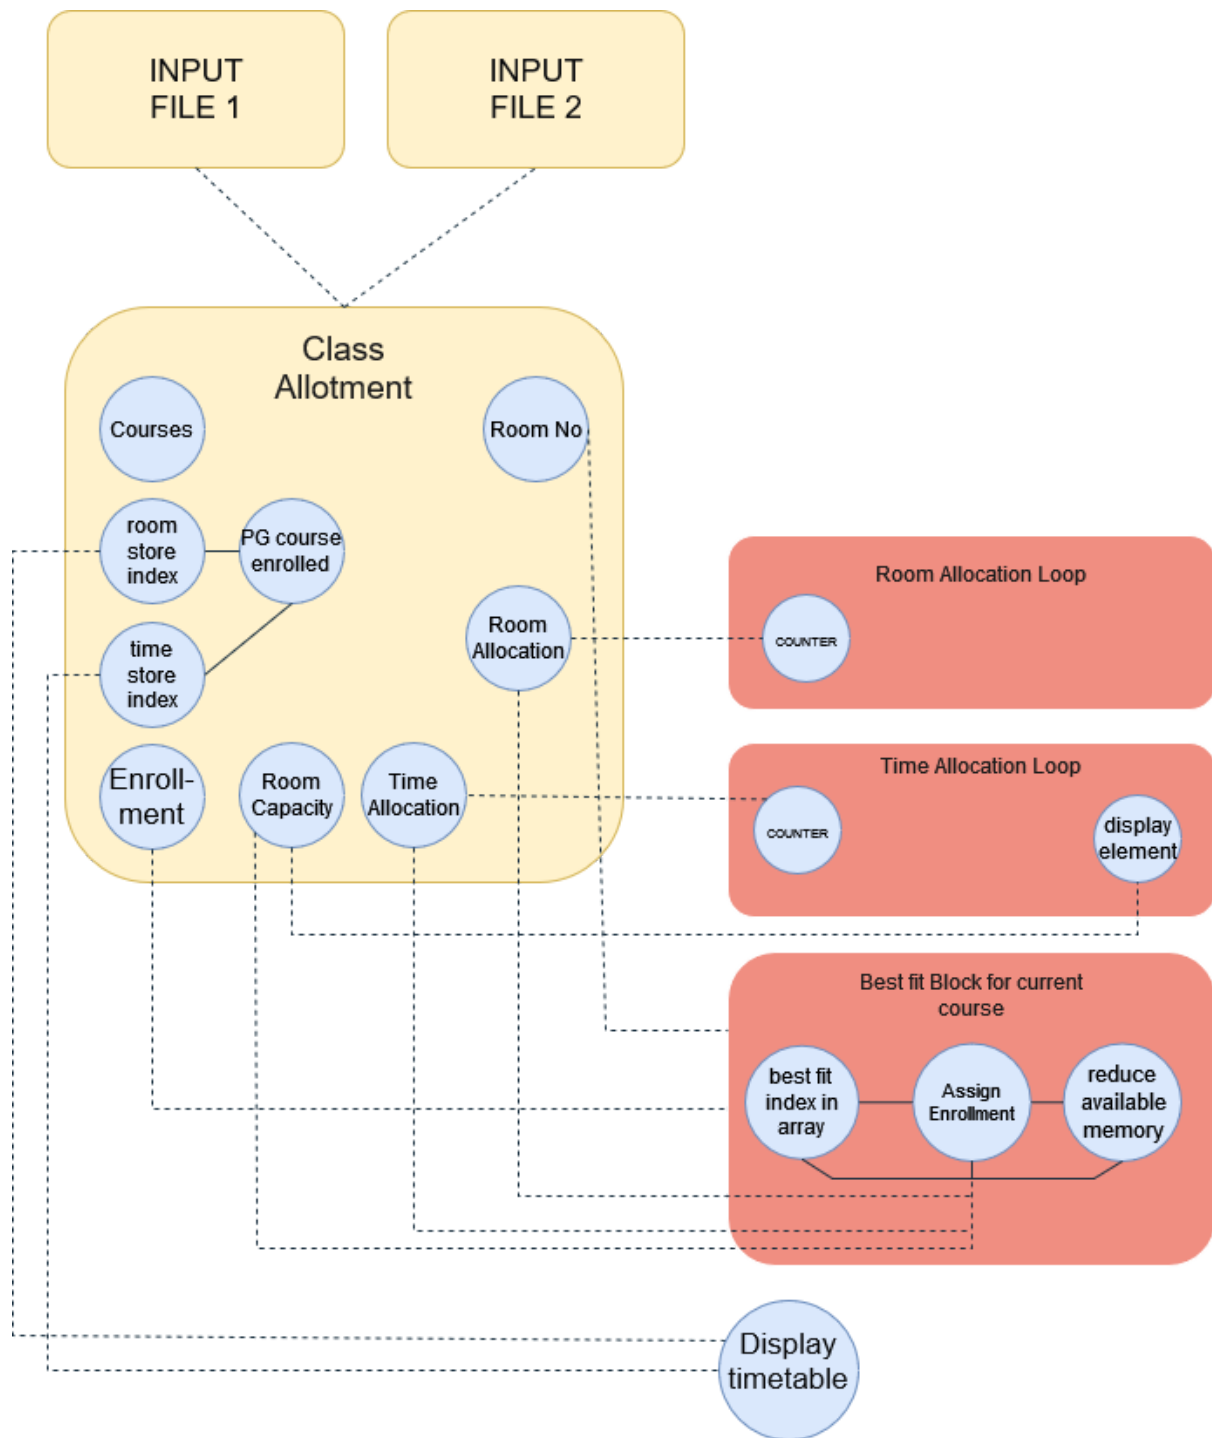 INPUT
FILE 1
INPUT
FILE 2
Class
Allotment
Courses
Room No
room
store
index
PG course
enrolled
Room
Allocation
time
store
index
Enroll-
ment
Room
Capacity
Time
Allocation
Room Allocation Loop
COUNTER
Time Allocation Loop
COUNTER
display
element
Best fit Block for current
course
best fit
index in
array
Assign
Enrollment
reduce
available
memory
Display
timetable